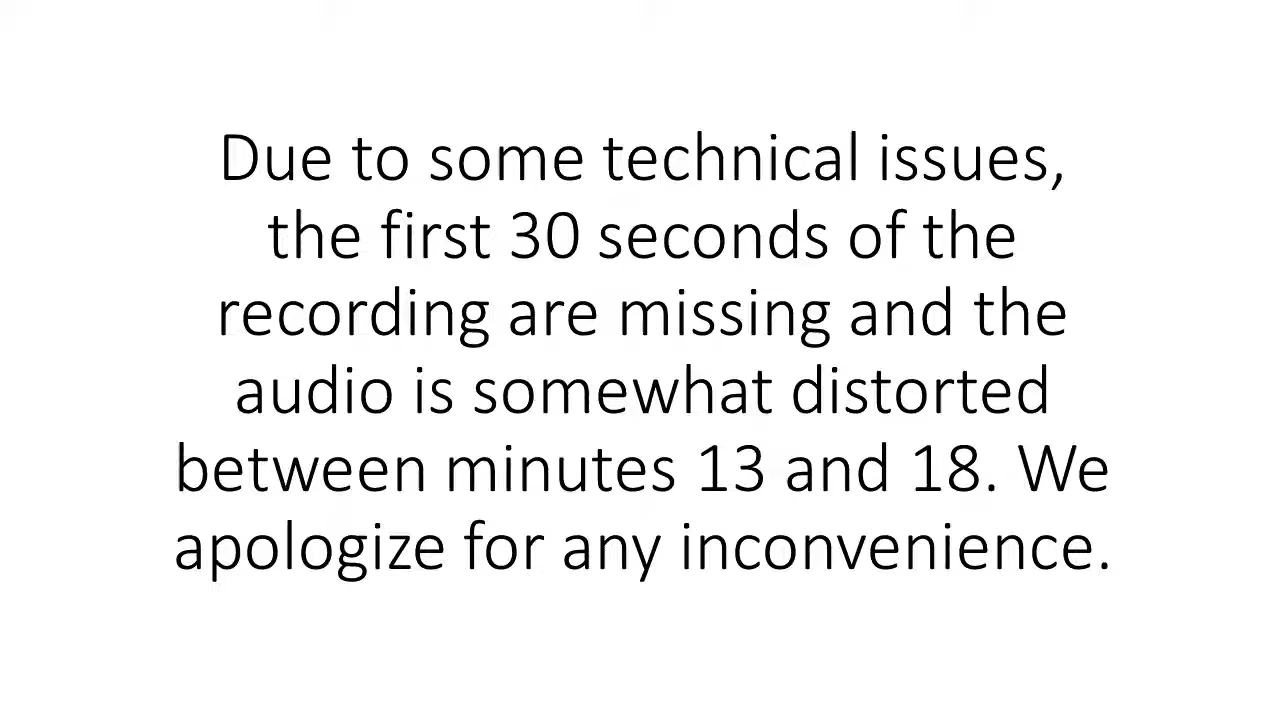 Due to some technical issues,
the first 30 seconds of the
recording are missing and the
audio is somewhat distorted
between minutes 13 and 18. We
apologize for any inconvenience.